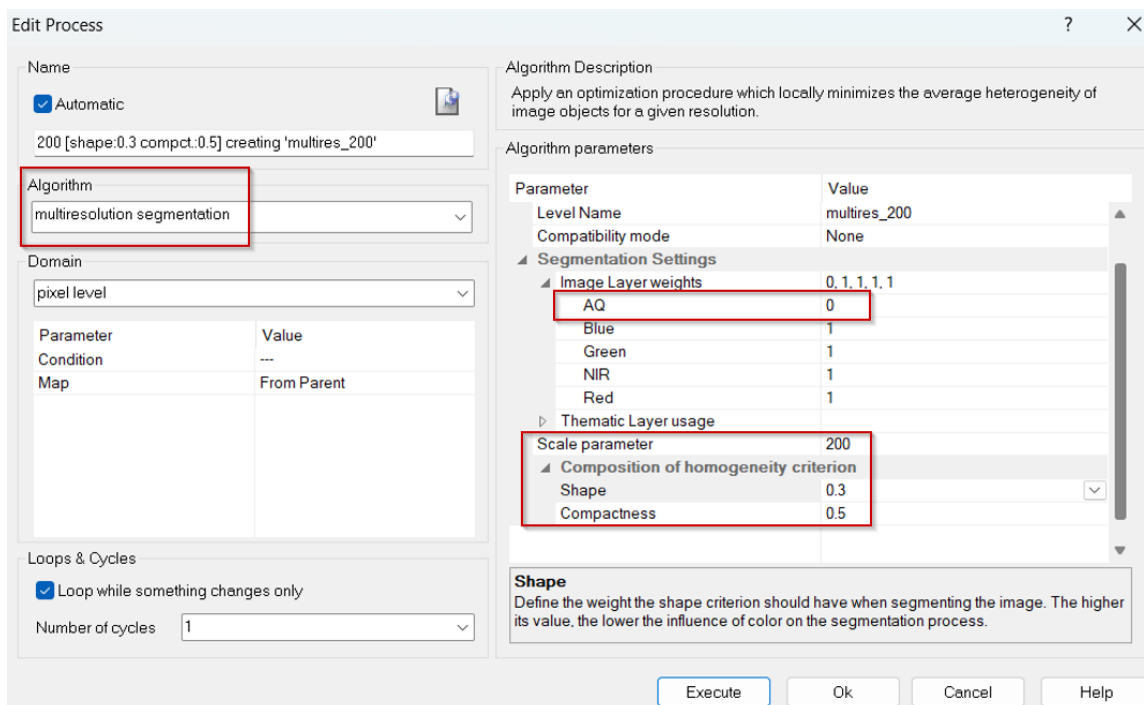 Edit Process
?
Name
Automatic
200 [shape:0.3 compct.:0.5] creating 'multires_200'
Algorithm
multiresolution segmentation
Domain
pixel level
Parameter Value
Condition ---
Map From Parent
Loops & Cycles
Loop while something changes only
Number of cycles 1
Algorithm Description
Apply an optimization procedure which locally minimizes the average heterogeneity of
image objects for a given resolution.
Algorithm parameters
Parameter Value
Level Name multires_200
Compatibility mode None
Segmentation Settings
Image Layer weights 0, 1, 1, 1, 1
AQ 0
Blue 1
Green 1
NIR 1
Red 1
Thematic Layer usage
Scale parameter 200
Composition of homogeneity criterion
Shape 0.3
Compactness 0.5
Shape
Define the weight the shape criterion should have when segmenting the image. The higher
its value, the lower the influence of color on the segmentation process.
Execute Ok Cancel Help